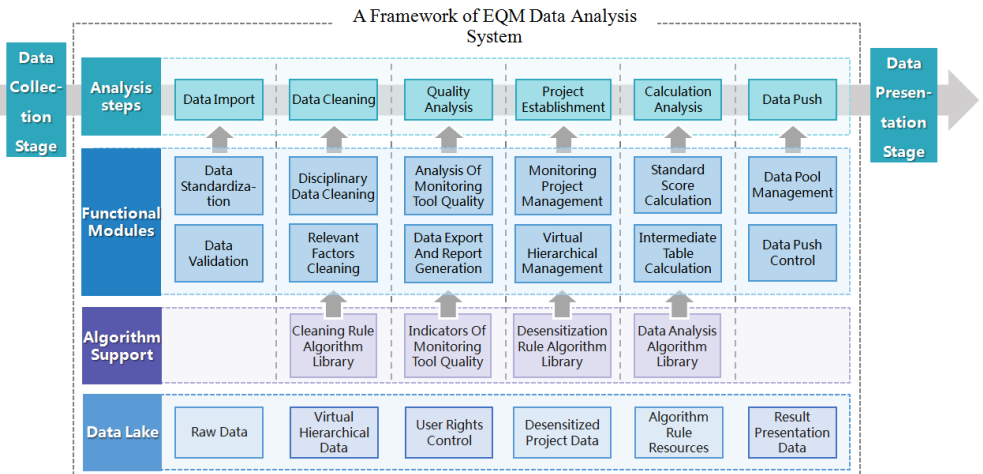 A Framework of EQM Data Analysis
System
Data
Collec-
tion
Stage
Analysis
steps
Data Import
Data Cleaning
Quality
Analysis
Project
Establishment
Calculation
Analysis
Data Push
Data
Presen-
tation
Stage
Functional
Modules
Data
Standardiza-
tion
Disciplinary
Data Cleaning
Analysis Of
Monitoring
Tool Quality
Monitoring
Project
Management
Standard
Score
Calculation
Data Pool
Management
Data
Validation
Relevant
Factors
Cleaning
Data Export
And Report
Generation
Virtual
Hierarchical
Management
Intermediate
Table
Calculation
Data Push
Control
Algorithm
Support
Cleaning Rule
Algorithm
Library
Indicators Of
Monitoring
Tool Quality
Desensitization
Rule Algorithm
Library
Data Analysis
Algorithm
Library
Data Lake
Raw Data
Virtual
Hierarchical
Data
User Rights
Control
Desensitized
Project Data
Algorithm
Rule
Resources
Result
Presentation
Data